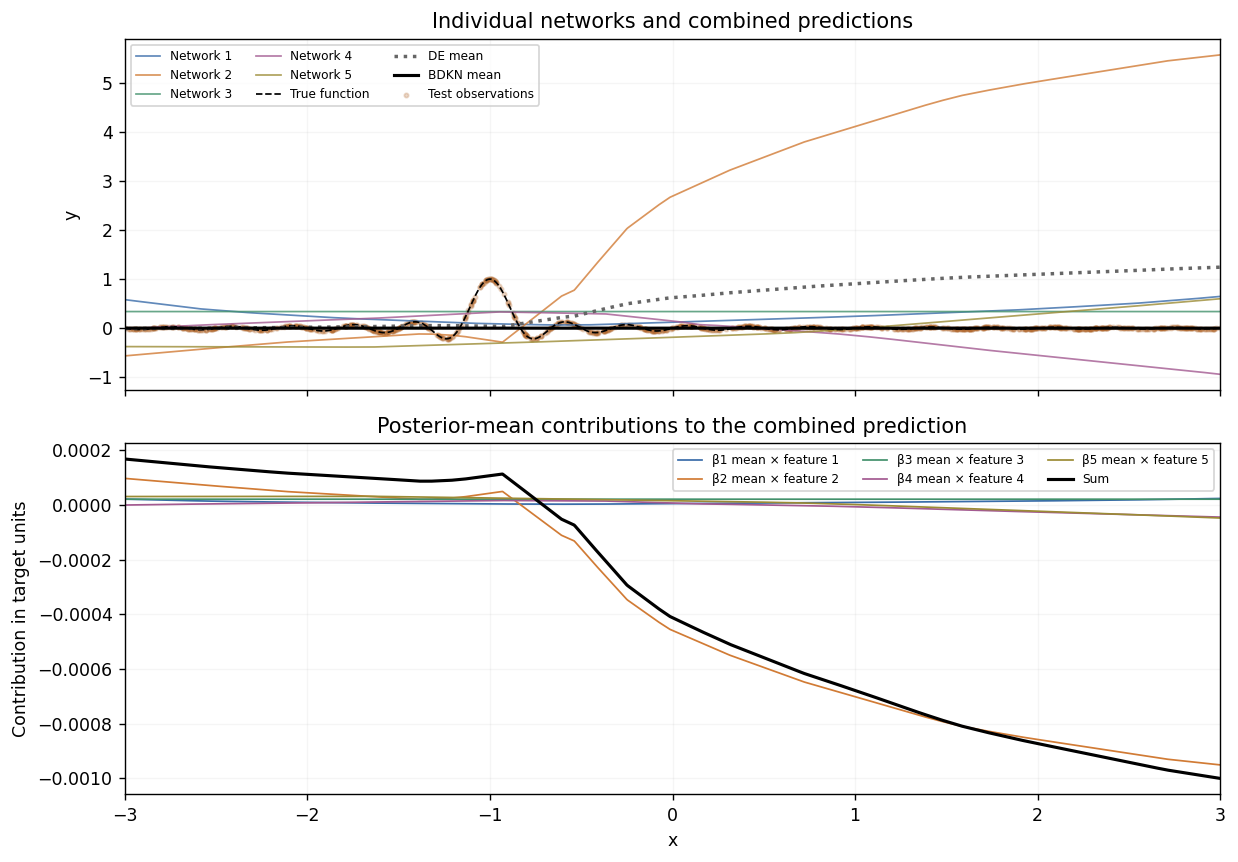 Individual networks and combined predictions
Network 1
Network 2
Network 3
Network 4
Network 5
True function
DE mean
BDKN mean
Test observations
5
4
3
2
1
0
−1
y
Posterior-mean contributions to the combined prediction
β1 mean × feature 1
β2 mean × feature 2
β3 mean × feature 3
β4 mean × feature 4
β5 mean × feature 5
Sum
0.0002
0.0000
−0.0002
−0.0004
−0.0006
−0.0008
−0.0010
Contribution in target units
−3
−2
−1
0
1
2
3
x